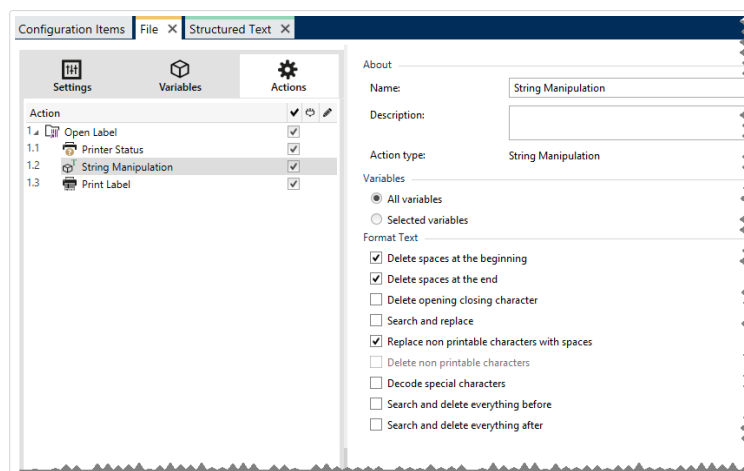 Configuration Items File Structured Text
Settings Variables Actions
Action
1 Open Label
1.1 Printer Status
1.2 String Manipulation
1.3 Print Label
About
Name: String Manipulation
Description:
Action type: String Manipulation
Variables
All variables
Selected variables
Format Text
Delete spaces at the beginning
Delete spaces at the end
Delete opening closing character
Search and replace
Replace non printable characters with spaces
Delete non printable characters
Decode special characters
Search and delete everything before
Search and delete everything after